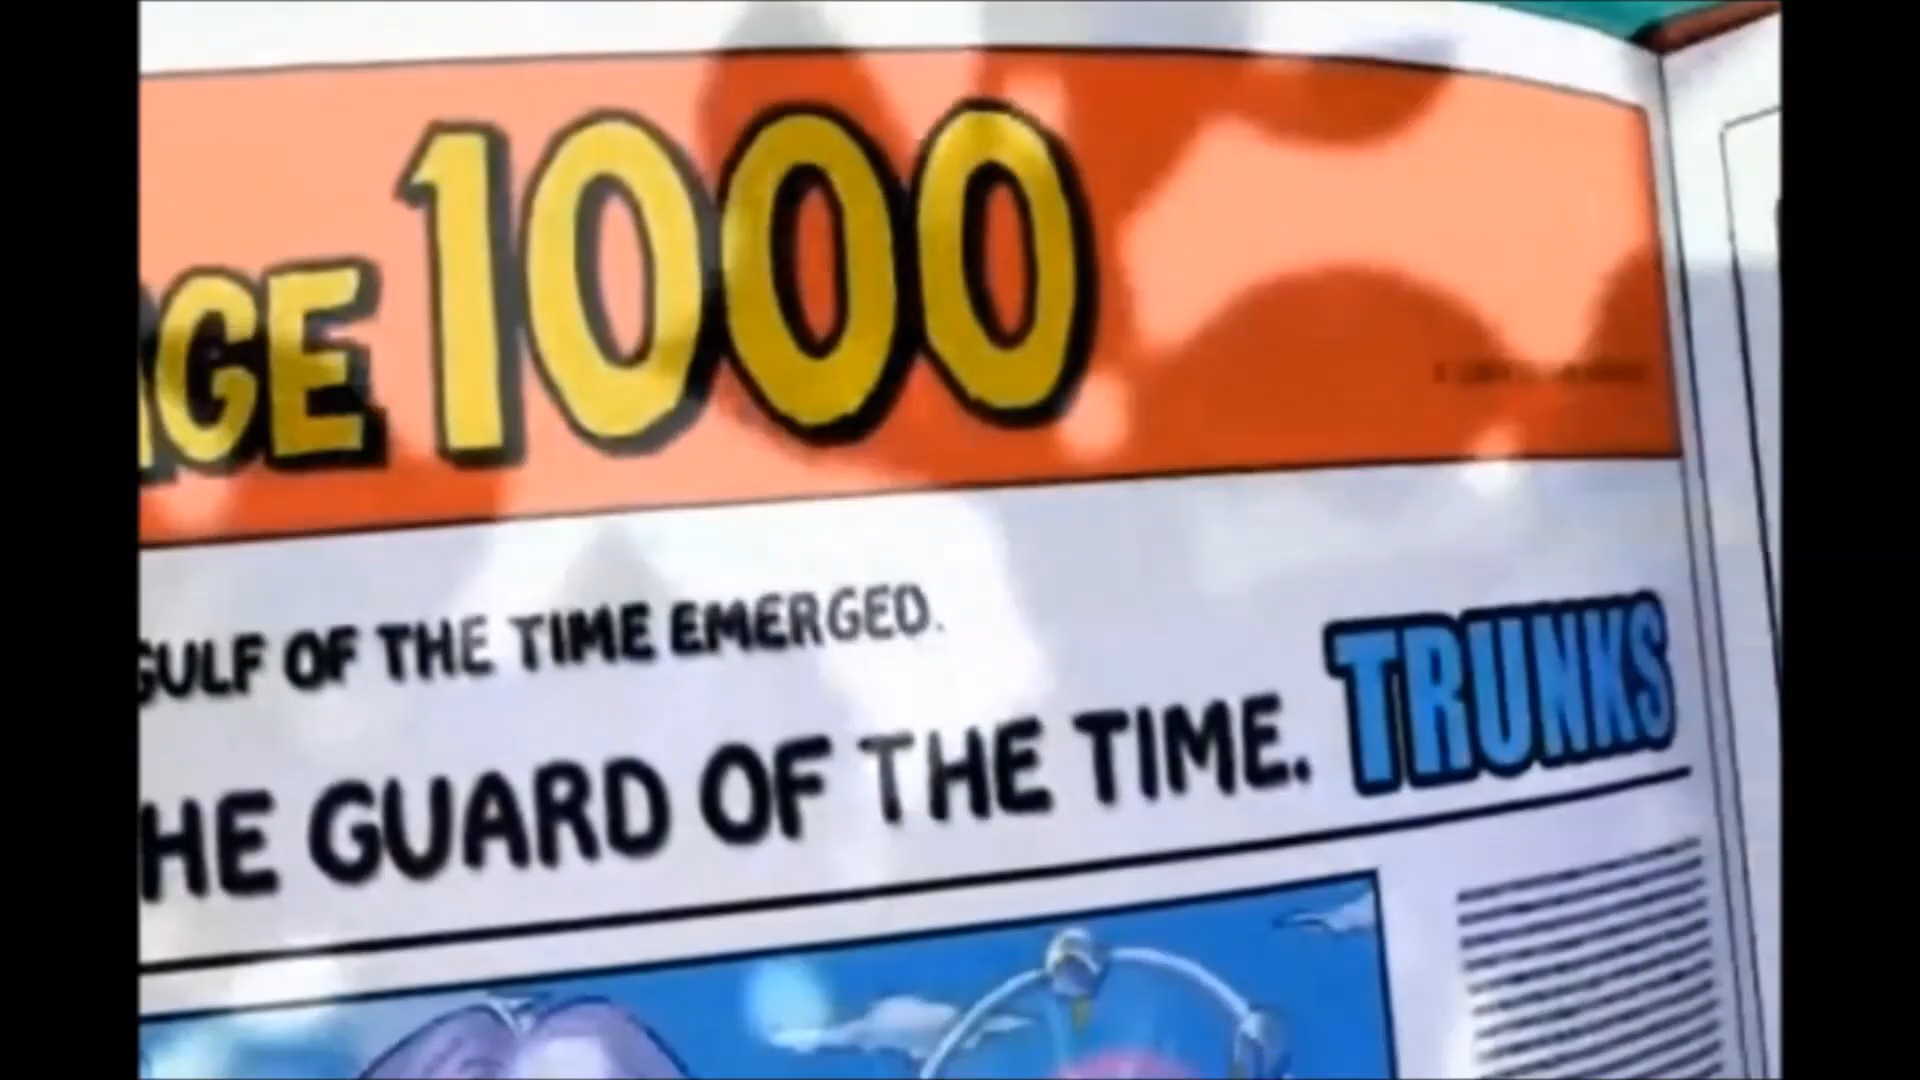 GE 1000
GULF OF THE TIME EMERGED.
HE GUARD OF THE TIME. TRUNKS